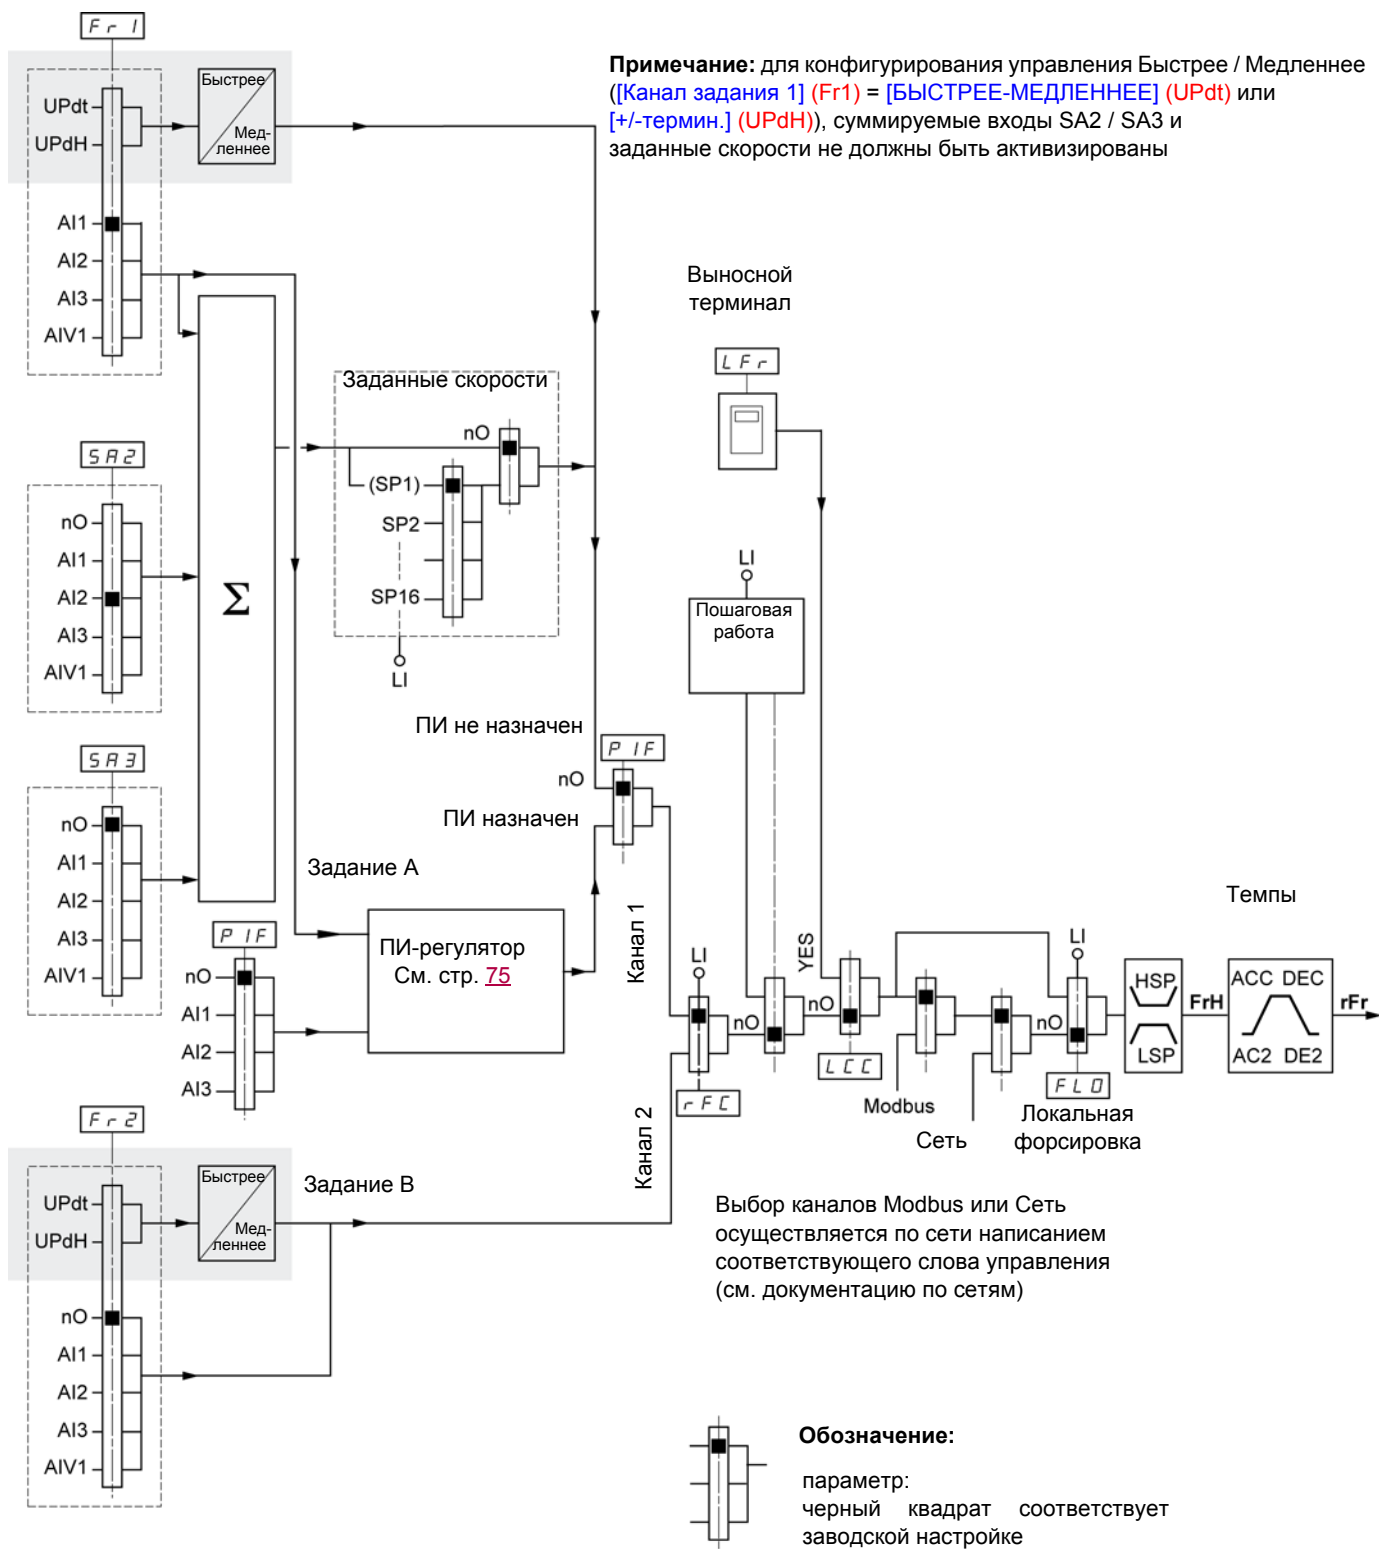 Fr1
Быстрее
Мед-
леннее
UPdt
UPdH
AI1
AI2
AI3
AIV1
Примечание: для конфигурирования управления Быстрее / Медленнее
([Канал задания 1] (Fr1) = [БЫСТРЕЕ-МЕДЛЕННЕЕ] (UPdt) или
[+/-термин.] (UPdH)), суммируемые входы SA2 / SA3 и
заданные скорости не должны быть активизированы
Выносной
терминал
LFr
Заданные скорости
nO
(SP1)
SP2
SP16
LI
SA2
nO
AI1
AI2
AI3
AIV1
Σ
LI
Пошаговая
работа
ПИ не назначен
PIF
nO
ПИ назначен
SA3
nO
AI1
AI2
AI3
AIV1
Задание A
PIF
nO
AI1
AI2
AI3
ПИ-регулятор
См. стр. 75
Канал 1
Канал 2
LI
rFC
nO
YES
nO
LCC
Modbus
Сеть
nO
LI
FLO
Локальная
форсировка
HSP
LSP
FrH
Темпы
ACC DEC
AC2 DE2
rFr
Fr2
Быстрее
Мед-
леннее
UPdt
UPdH
nO
AI1
AI2
AI3
AIV1
Задание B
Выбор каналов Modbus или Сеть
осуществляется по сети написанием
соответствующего слова управления
(см. документацию по сетям)
Обозначение:
параметр:
черный квадрат соответствует
заводской настройке